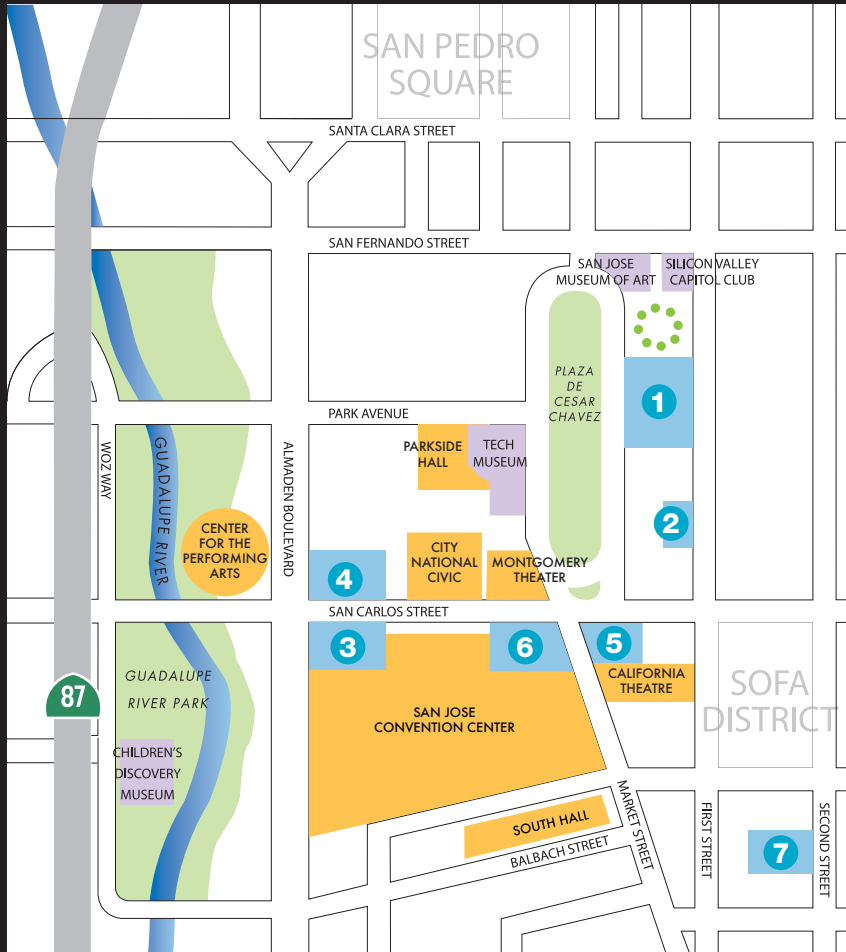 SAN PEDRO
SQUARE
SANTA CLARA STREET
SAN FERNANDO STREET
SAN JOSE
MUSEUM OF ART
SILICON VALLEY
CAPITOL CLUB
PLAZA
DE
CESAR
CHAVEZ
1
PARK AVENUE
PARKSIDE
HALL
TECH
MUSEUM
WOZ WAY
GUADALUPE RIVER
ALMADEN BOULEVARD
2
CENTER
FOR THE
PERFORMING
ARTS
CITY
NATIONAL
CIVIC
MONTGOMERY
THEATER
4
SAN CARLOS STREET
3
6
5
CALIFORNIA
THEATRE
GUADALUPE
RIVER PARK
87
SOFA
DISTRICT
SAN JOSE
CONVENTION CENTER
CHILDREN'S
DISCOVERY
MUSEUM
SOUTH HALL
BALBACH STREET
MARKET STREET
FIRST STREET
7
SECOND STREET